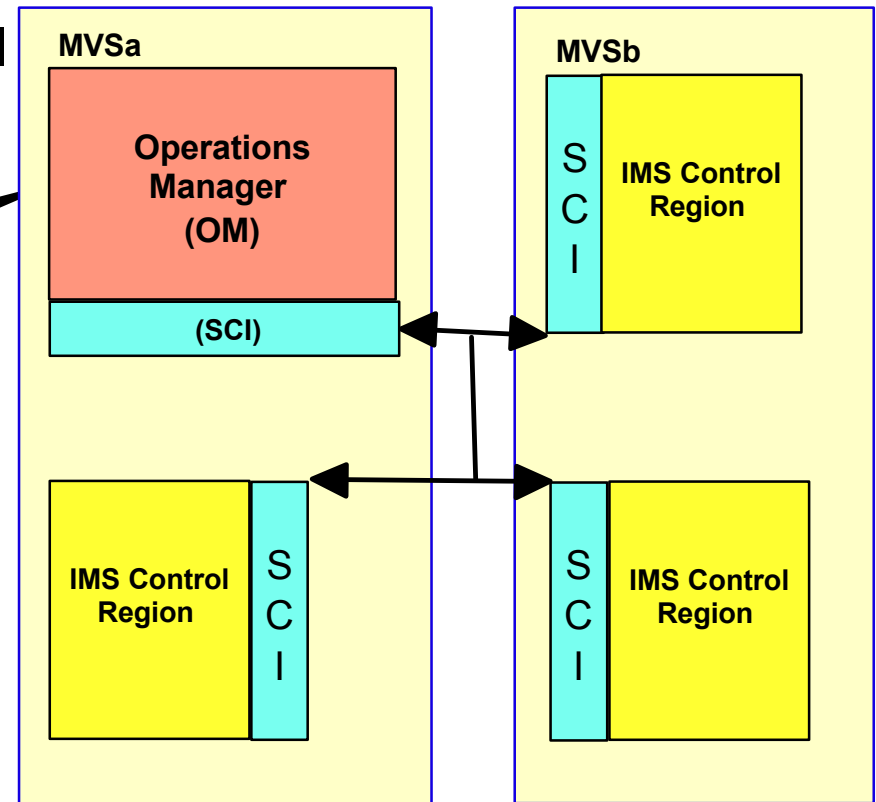 MVSa
Operations
Manager
(OM)
(SCI)
IMS Control
Region
S
C
I
MVSb
S
C
I
IMS Control
Region
S
C
I
IMS Control
Region